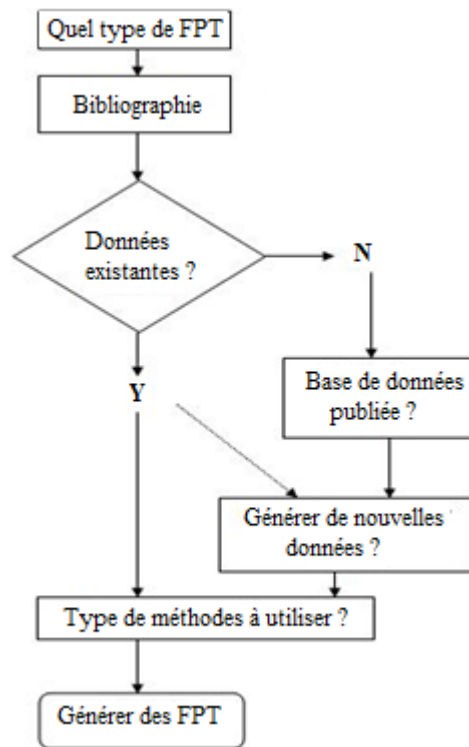 Quel type de FPT
Bibliographie
Données
existantes ?
N
Y
Base de données
publiée ?
Générer de nouvelles
données ?
Type de méthodes à utiliser ?
Générer des FPT